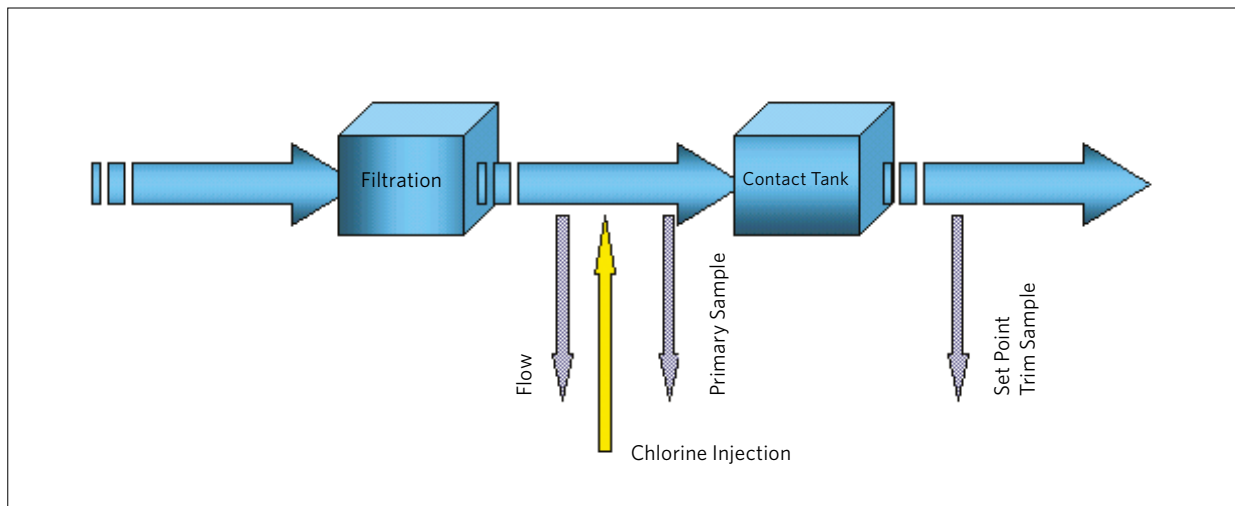 Filtration
Contact Tank
Flow
Primary Sample
Set Point
Trim Sample
Chlorine Injection